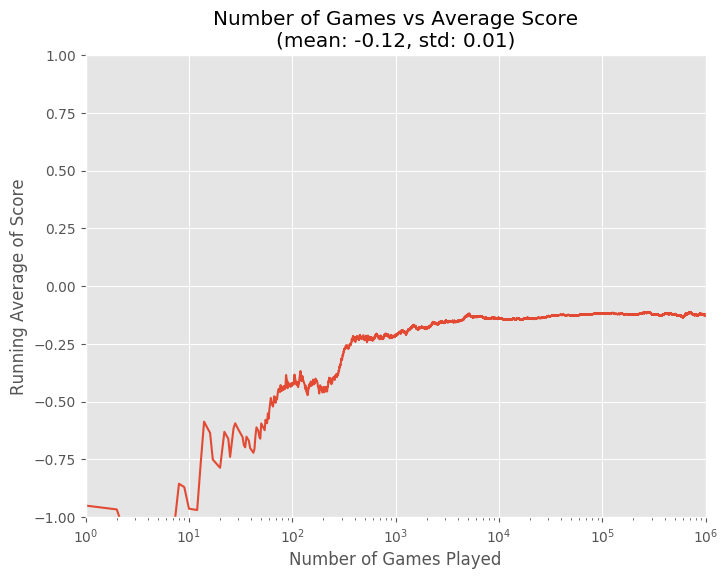 Number of Games vs Average Score
(mean: -0.12, std: 0.01)
1.00
0.75
0.50
0.25
0.00
−0.25
−0.50
−0.75
−1.00
Running Average of Score
10⁰ 10¹ 10² 10³ 10⁴ 10⁵ 10⁶
Number of Games Played